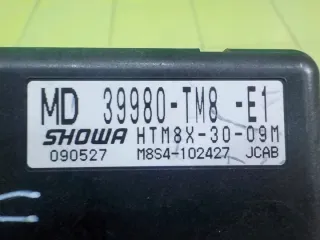 MD 39980-TM8 -E1
SHOWA HTM8X-30-09M
090527 M8S4-102427 JCAB